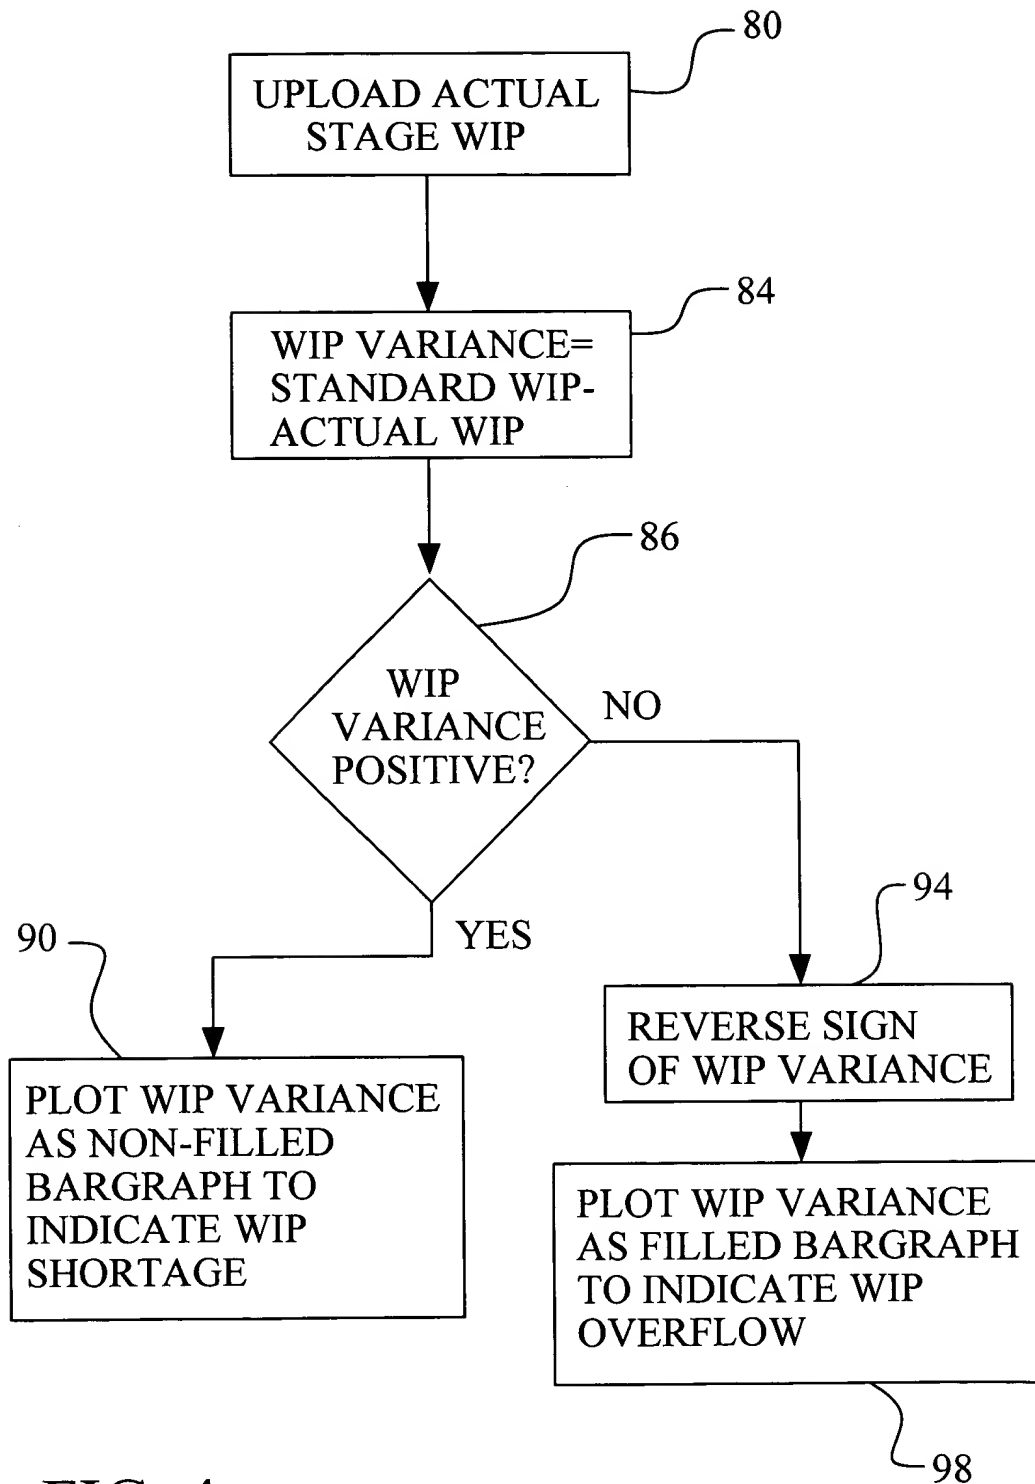 80
UPLOAD ACTUAL
STAGE WIP
84
WIP VARIANCE=
STANDARD WIP-
ACTUAL WIP
86
WIP
VARIANCE
POSITIVE?
NO
YES
94
90
REVERSE SIGN
OF WIP VARIANCE
PLOT WIP VARIANCE
AS NON-FILLED
BARGRAPH TO
INDICATE WIP
SHORTAGE
PLOT WIP VARIANCE
AS FILLED BARGRAPH
TO INDICATE WIP
OVERFLOW
98